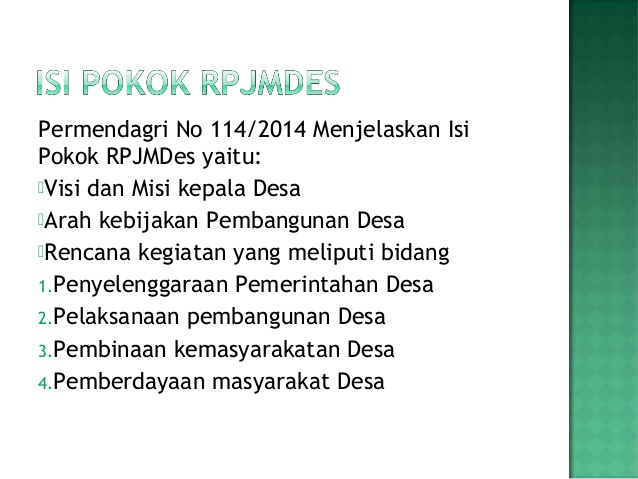 ISI POKOK RPJMDES
Permendagri No 114/2014 Menjelaskan Isi
Pokok RPJMDes yaitu:
Visi dan Misi kepala Desa
Arah kebijakan Pembangunan Desa
Rencana kegiatan yang meliputi bidang
1.Penyelenggaraan Pemerintahan Desa
2.Pelaksanaan pembangunan Desa
3.Pembinaan kemasyarakatan Desa
4.Pemberdayaan masyarakat Desa